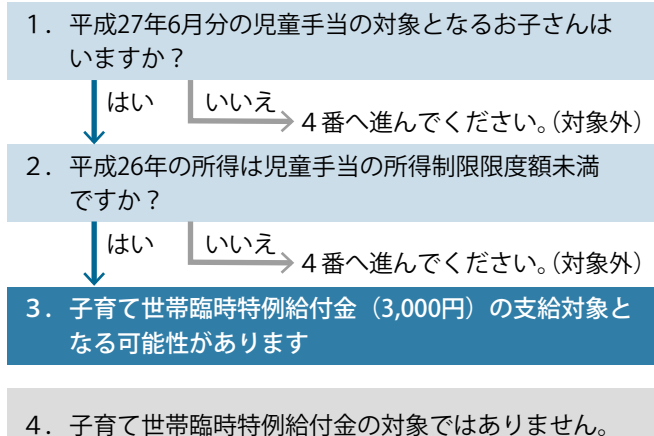 1．平成27年6月分の児童手当の対象となるお子さんは
いますか？
はい
いいえ
４番へ進んでください。（対象外）
2．平成26年の所得は児童手当の所得制限限度額未満
ですか？
はい
いいえ
４番へ進んでください。（対象外）
3．子育て世帯臨時特例給付金（3,000円）の支給対象と
なる可能性があります
4．子育て世帯臨時特例給付金の対象ではありません。